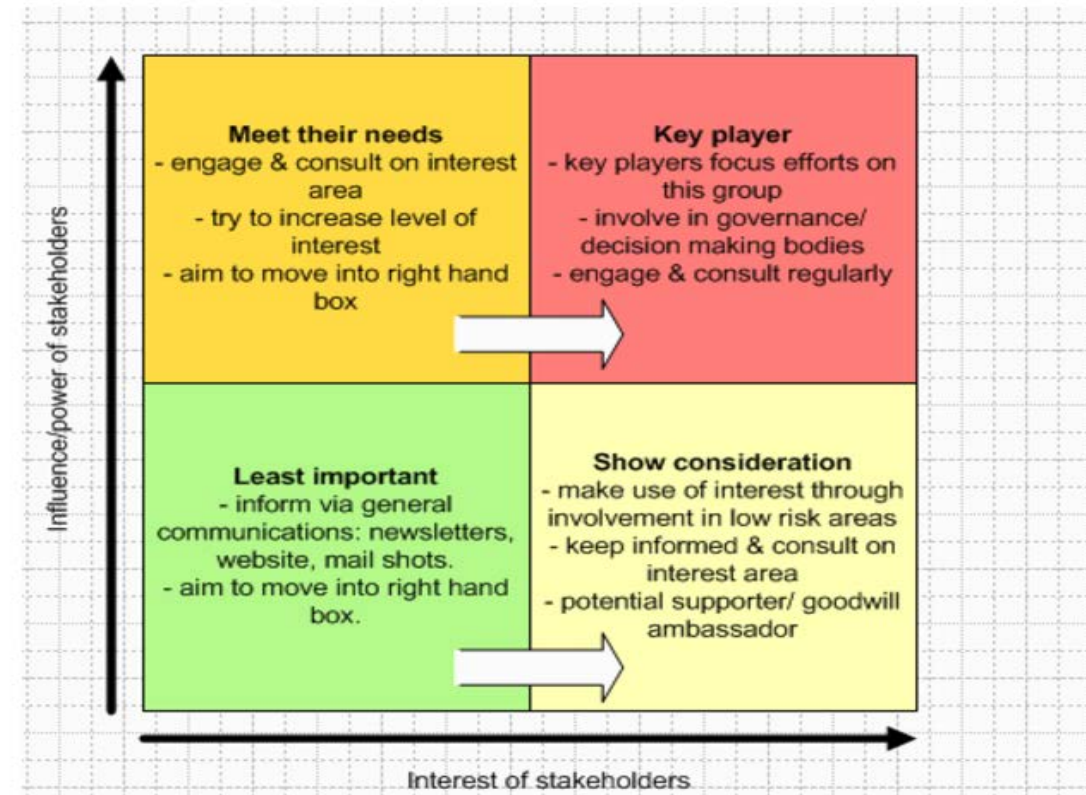 Influence/power of stakeholders
Meet their needs
- engage & consult on interest
area
- try to increase level of
interest
- aim to move into right hand
box
Key player
- key players focus efforts on
this group
- involve in governance/
decision making bodies
- engage & consult regularly
Least important
- inform via general
communications: newsletters,
website, mail shots.
- aim to move into right hand
box.
Show consideration
- make use of interest through
involvement in low risk areas
- keep informed & consult on
interest area
- potential supporter/ goodwill
ambassador
Interest of stakeholders